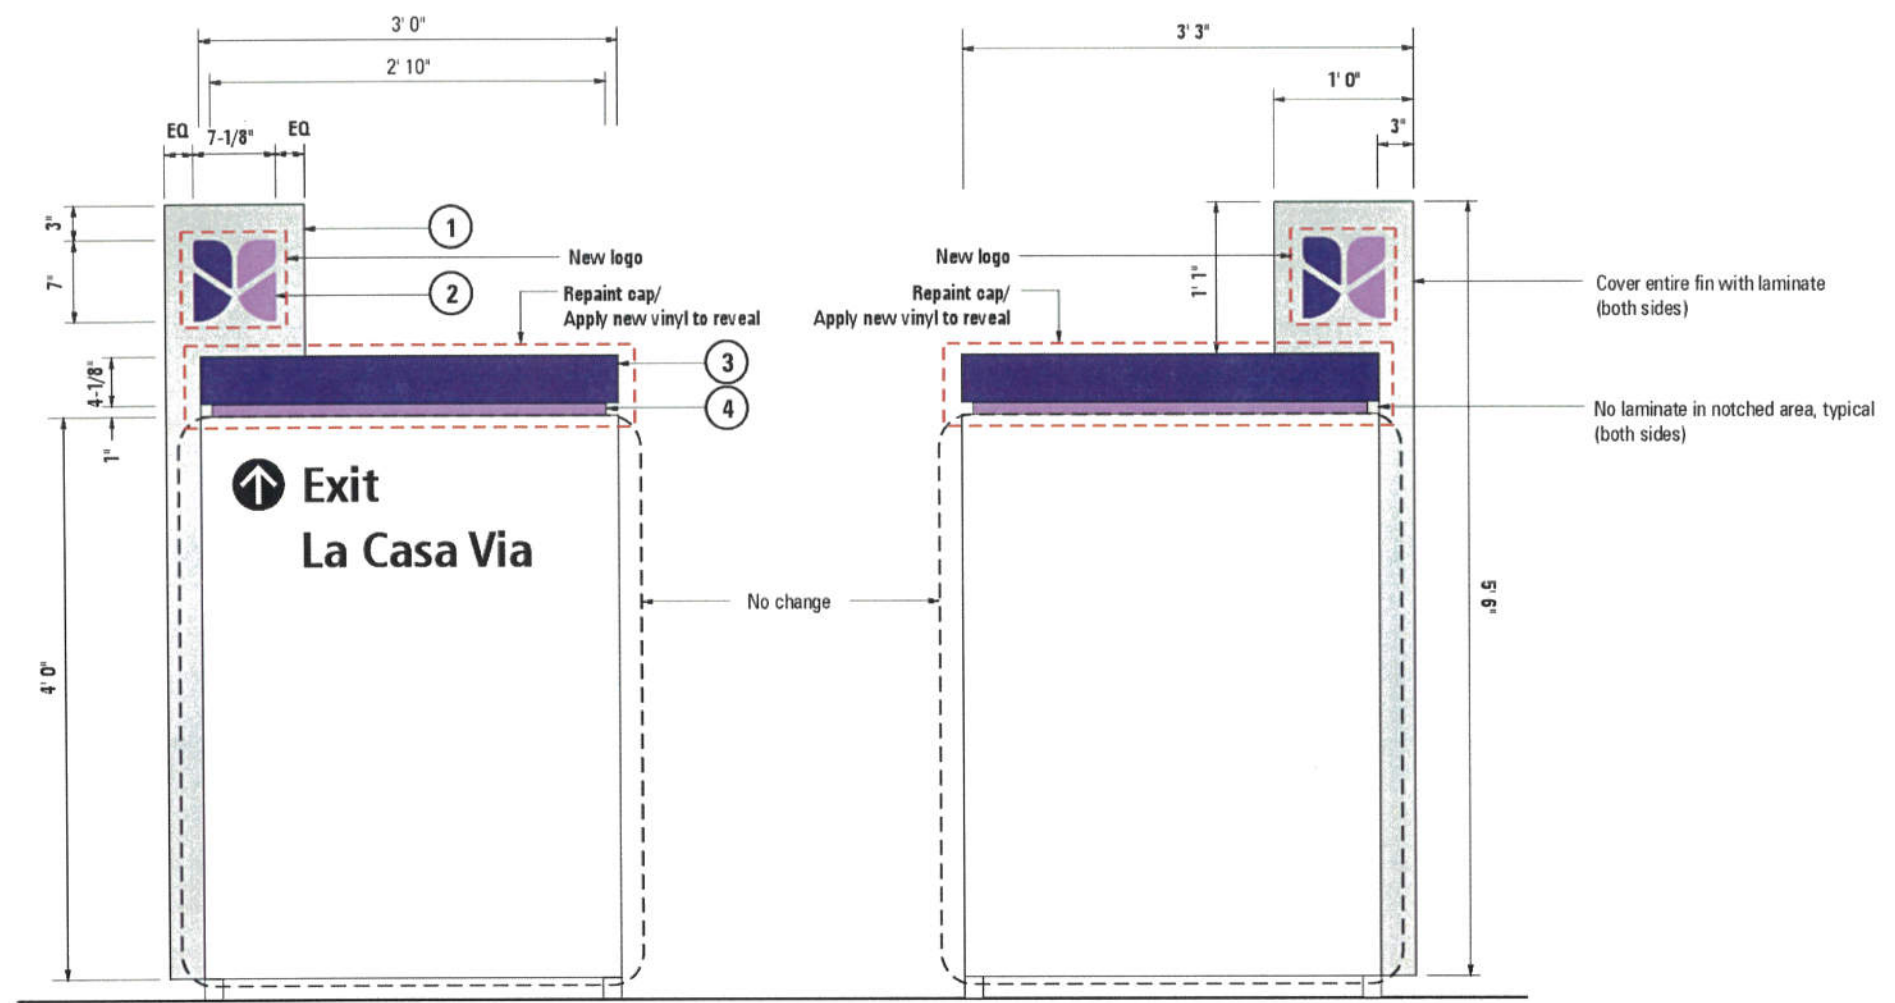 3' 0"
2' 10"
EQ
7-1/8"
EQ
3"
7"
4-1/8"
1"
4' 0"
1
New logo
2
Repaint cap/
Apply new vinyl to reveal
3
4
Exit
La Casa Via
No change
3' 3"
1' 0"
3"
1' 1"
New logo
Repaint cap/
Apply new vinyl to reveal
Cover entire fin with laminate
(both sides)
No laminate in notched area, typical
(both sides)
5' 6"